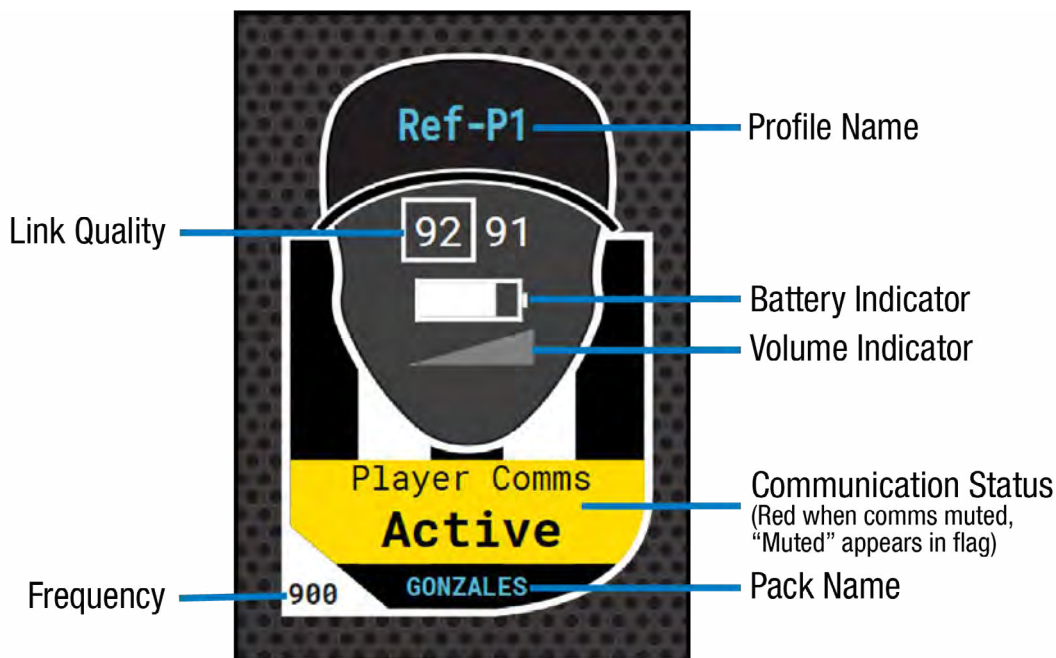 Ref-P1
Profile Name
Link Quality
92 91
Battery Indicator
Volume Indicator
Player Comms
Active
Communication Status
(Red when comms muted,
“Muted” appears in flag)
Frequency
900
GONZALES
Pack Name